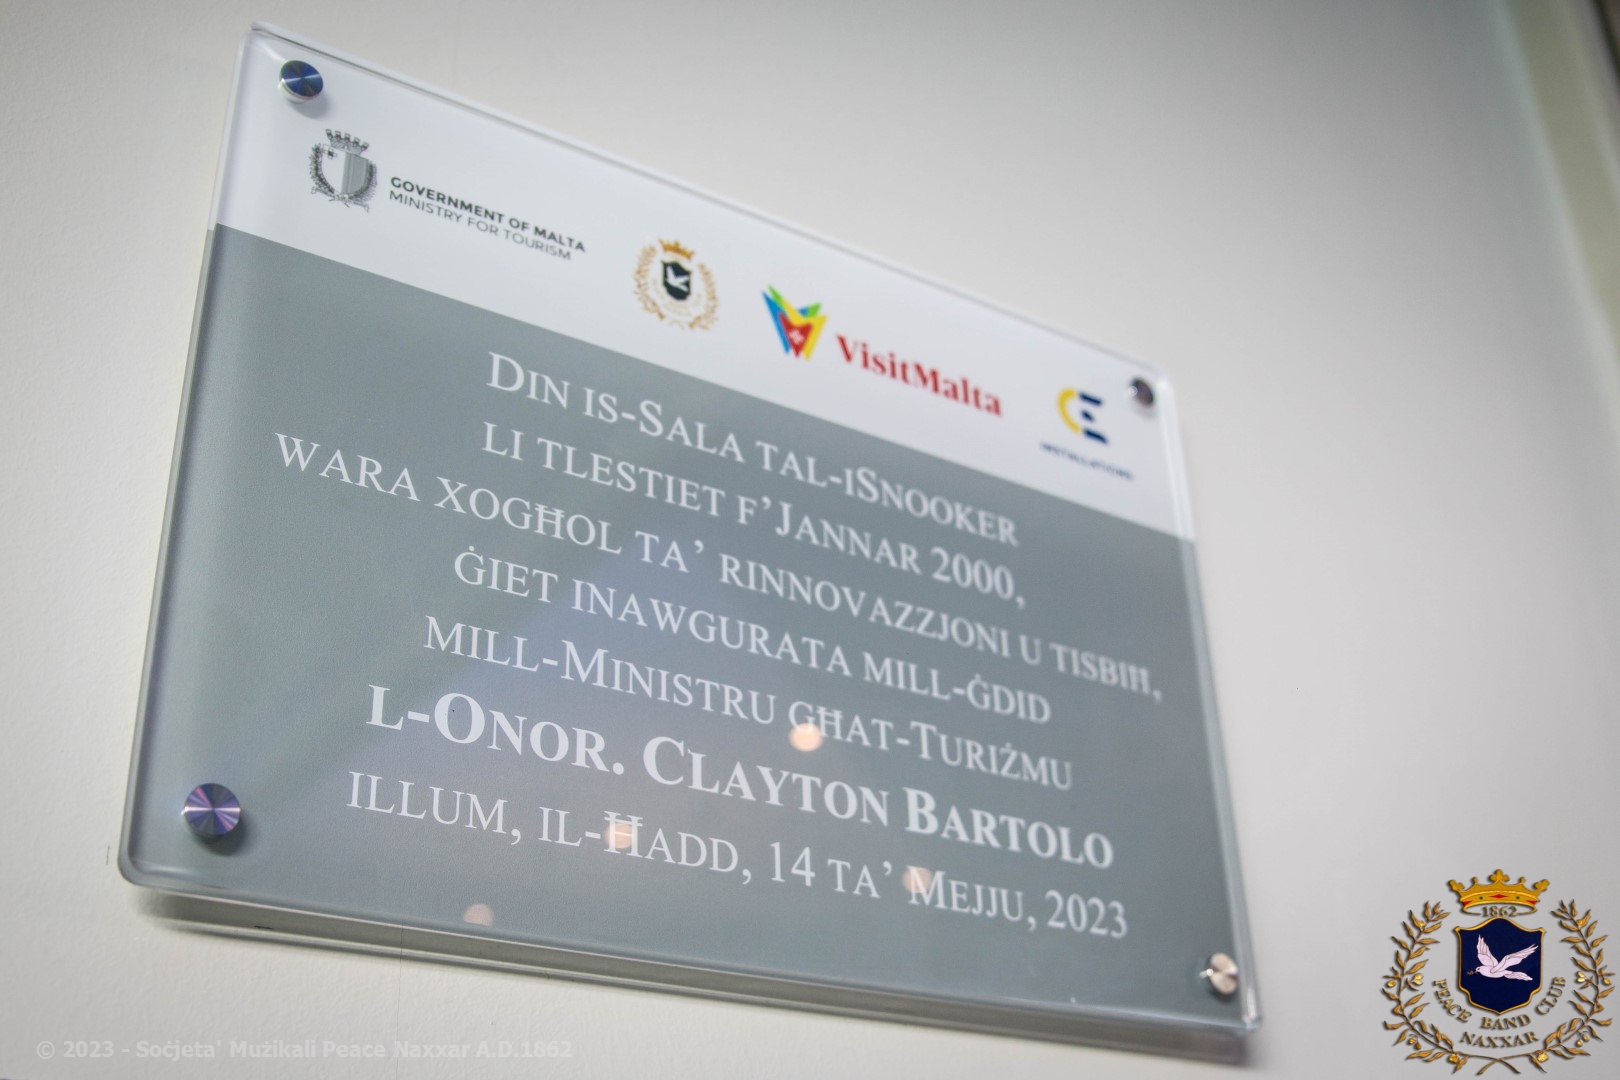 GOVERNMENT OF MALTA
MINISTRY FOR TOURISM
VisitMalta
CE
INSTALLATIONS
DIN IS-SALA TAL-ISNOOKER
LI TLESTIET F'JANNAR 2000,
WARA XOGĦOL TA' RINNOVAZZJONI U TISBIĦ,
ĠIET INAWGURATA MILL-ĠDID
MILL-MINISTRU GĦAT-TURIŻMU
L-ONOR. CLAYTON BARTOLO
ILLUM, IL-ĦADD, 14 TA' MEJJU, 2023
1862
PEACE BAND CLUB
NAXXAR
© 2023 - Soċjeta' Mużikali Peace Naxxar A.D.1862